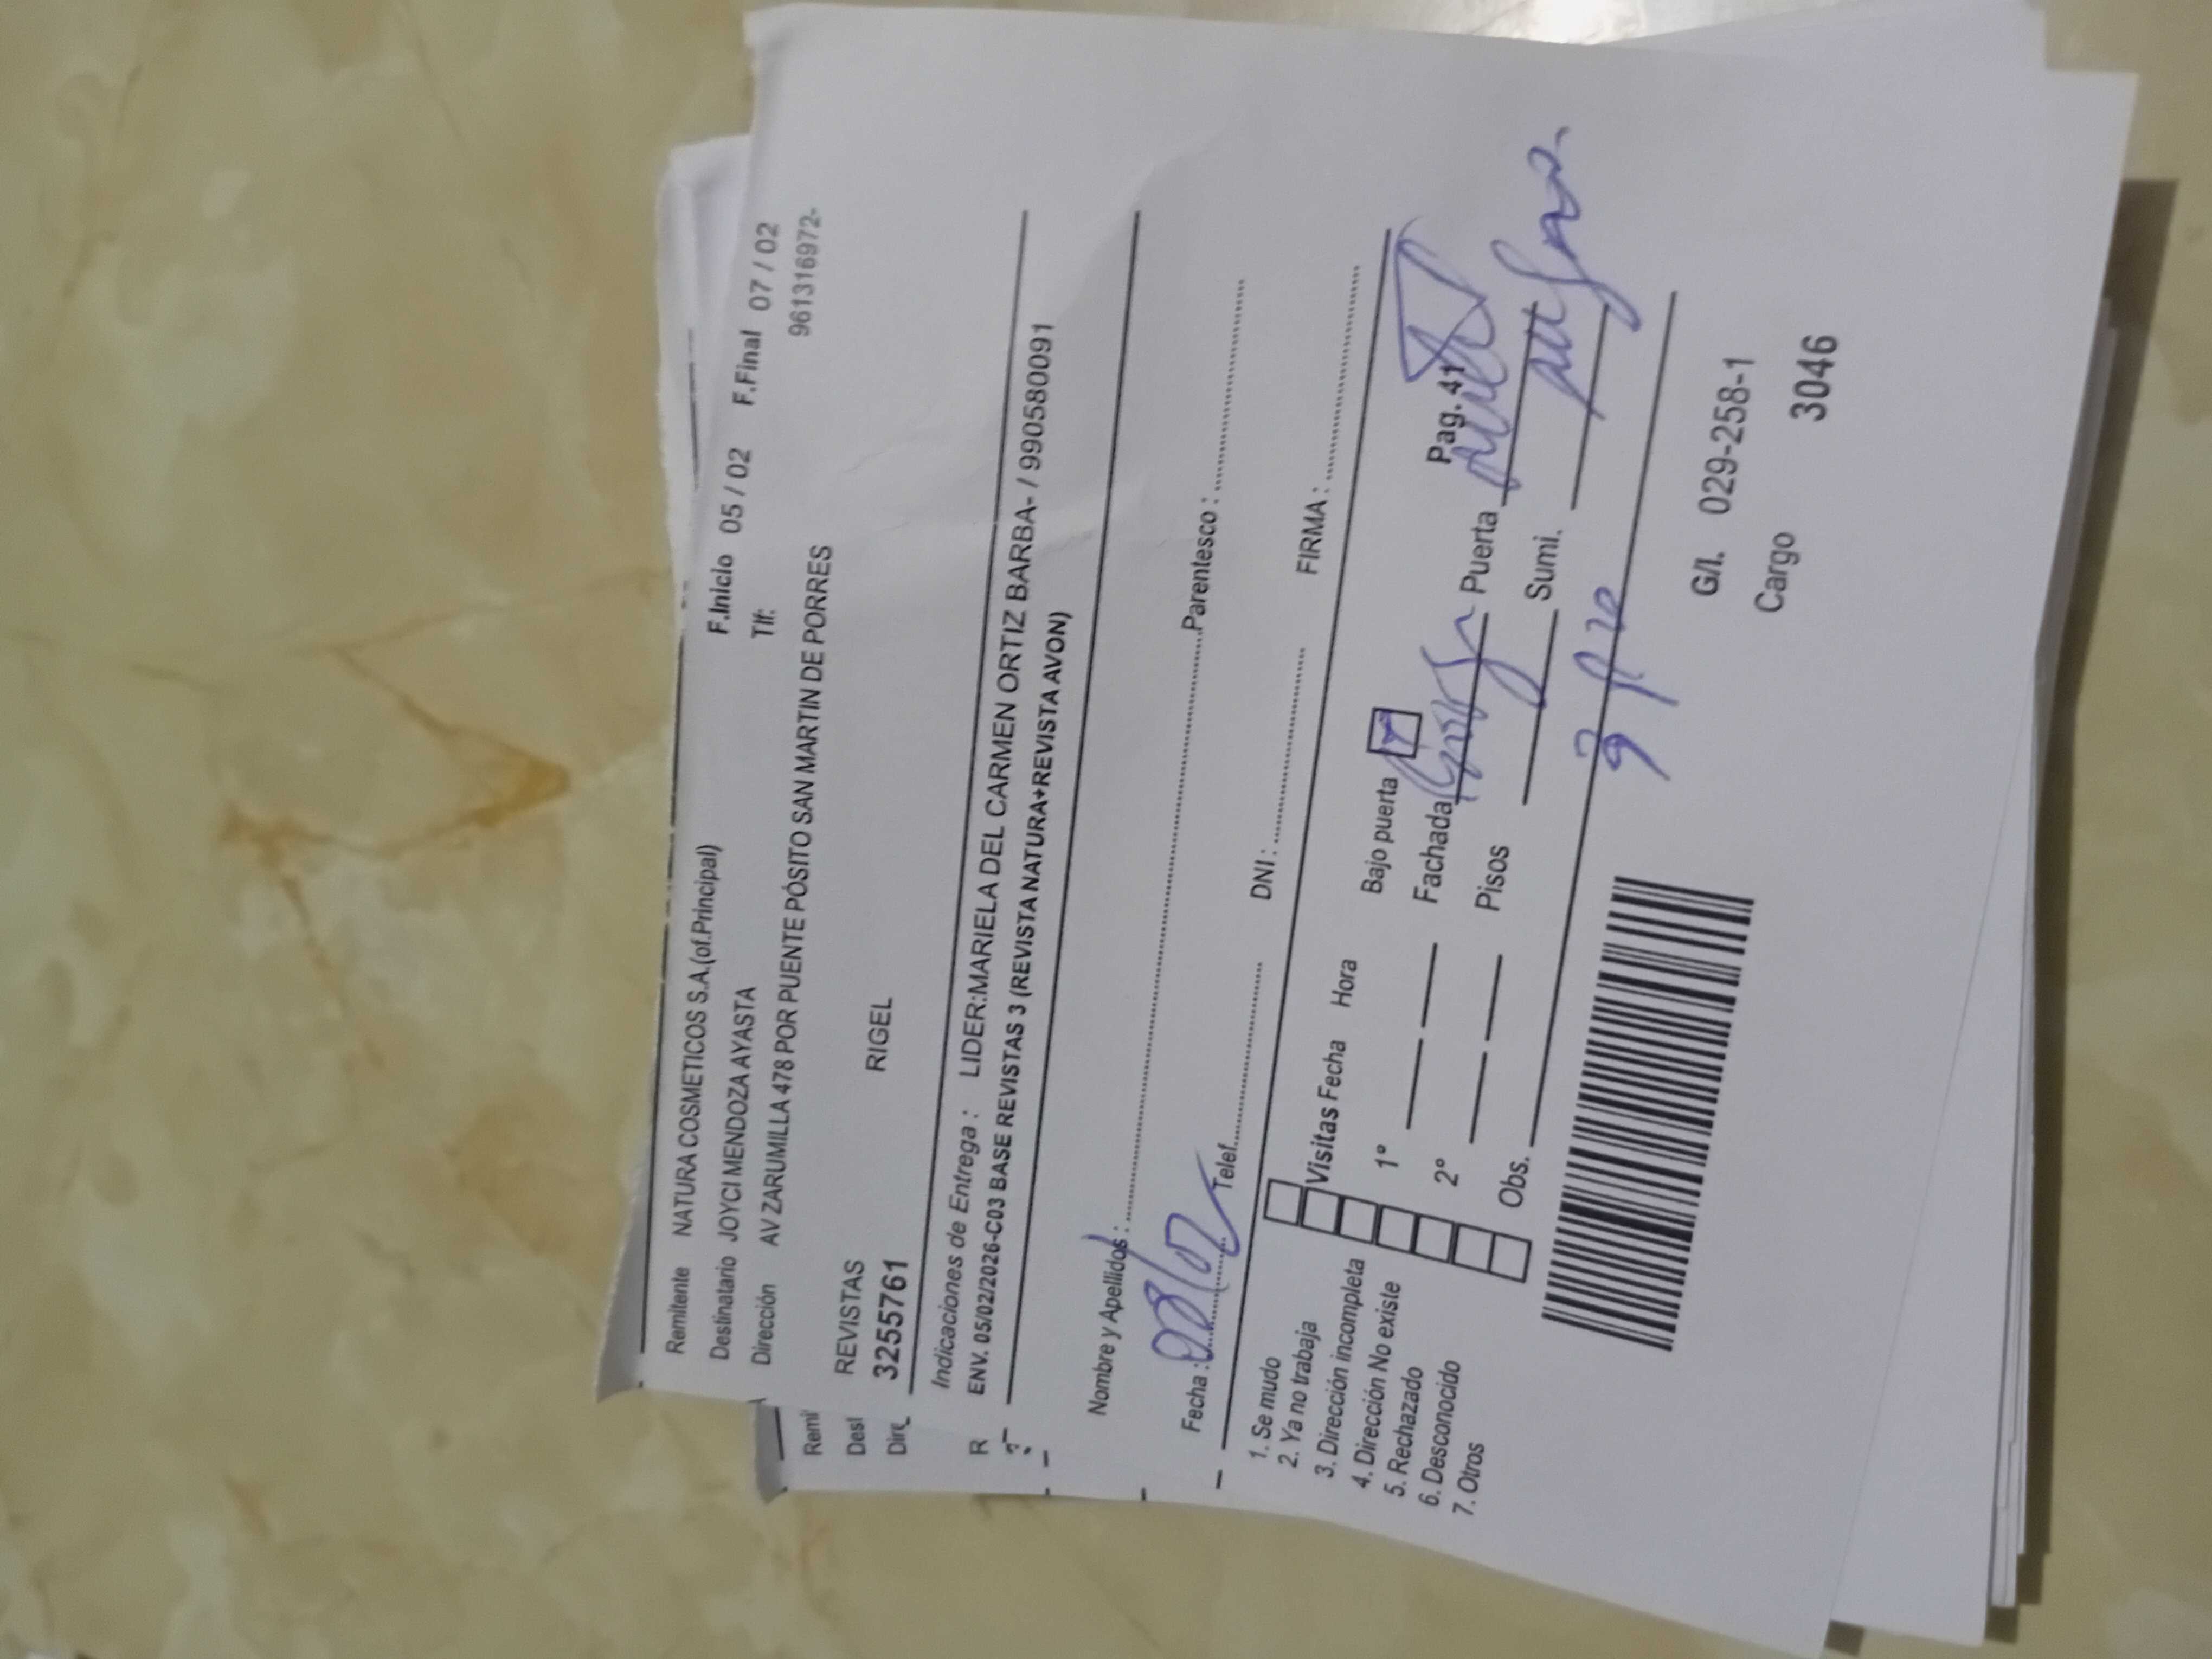 Remitente NATURA COSMETICOS S.A.(of.Principal) F.Inicio 05 / 02 F.Final 07 / 02
Destinatario JOYCI MENDOZA AYASTA Tlf: 961316972-
Dirección AV ZARUMILLA 478 POR PUENTE PÓSITO SAN MARTIN DE PORRES
REVISTAS RIGEL
3255761
Indicaciones de Entrega : LIDER:MARIELA DEL CARMEN ORTIZ BARBA- / 990580091
ENV. 05/02/2026-C03 BASE REVISTAS 3 (REVISTA NATURA+REVISTA AVON)
Nombre y Apellidos : Parentesco :
Fecha : 08/02 Telef. DNI : FIRMA :
1. Se mudo
2. Ya no trabaja
3. Dirección incompleta
4. Dirección No existe
5. Rechazado
6. Desconocido
7. Otros
Visitas Fecha Hora Bajo puerta Pag. 41
1° Fachada Puerta
2° Pisos Sumi.
Obs.
G/I. 029-258-1
Cargo 3046
Remi
Dest
Dire
R